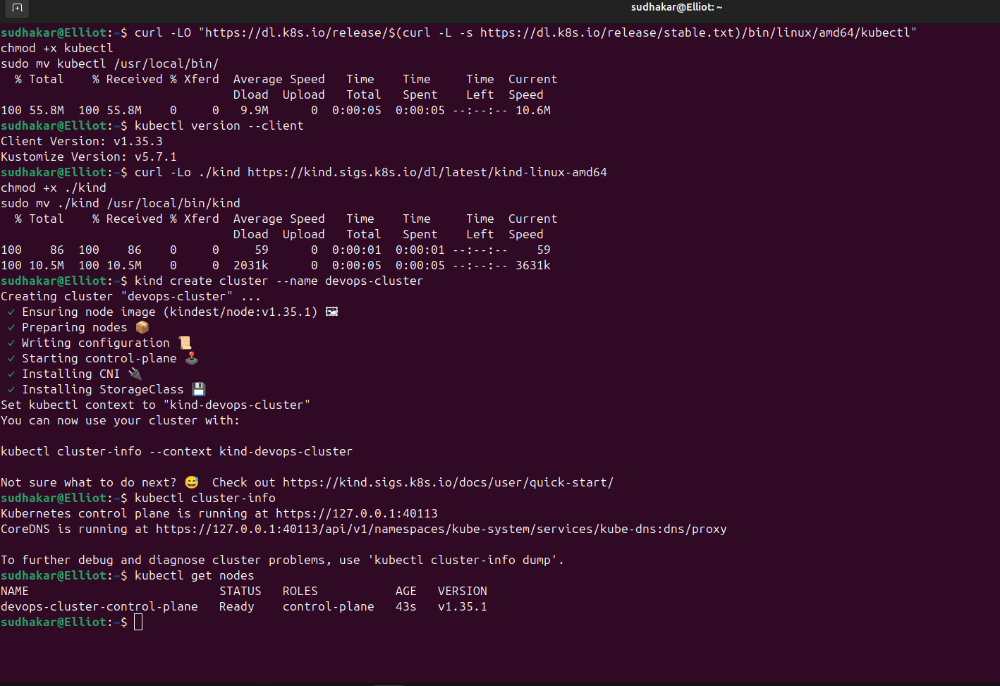 sudhakar@Elliot: ~
sudhakar@Elliot:~$ curl -LO "https://dl.k8s.io/release/$(curl -L -s https://dl.k8s.io/release/stable.txt)/bin/linux/amd64/kubectl"
chmod +x kubectl
sudo mv kubectl /usr/local/bin/
  % Total    % Received % Xferd  Average Speed   Time    Time     Time  Current
                                 Dload  Upload   Total   Spent    Left  Speed
100 55.8M  100 55.8M    0     0   9.9M      0  0:00:05  0:00:05 --:--:-- 10.6M
sudhakar@Elliot:~$ kubectl version --client
Client Version: v1.35.3
Kustomize Version: v5.7.1
sudhakar@Elliot:~$ curl -Lo ./kind https://kind.sigs.k8s.io/dl/latest/kind-linux-amd64
chmod +x ./kind
sudo mv ./kind /usr/local/bin/kind
  % Total    % Received % Xferd  Average Speed   Time    Time     Time  Current
                                 Dload  Upload   Total   Spent    Left  Speed
100    86  100    86    0     0     59      0  0:00:01  0:00:01 --:--:--    59
100 10.5M  100 10.5M    0     0  2031k      0  0:00:05  0:00:05 --:--:-- 3631k
sudhakar@Elliot:~$ kind create cluster --name devops-cluster
Creating cluster "devops-cluster" ...
 ✓ Ensuring node image (kindest/node:v1.35.1) 🖼
 ✓ Preparing nodes 📦
 ✓ Writing configuration 📜
 ✓ Starting control-plane 🕹️
 ✓ Installing CNI 🔌
 ✓ Installing StorageClass 💾
Set kubectl context to "kind-devops-cluster"
You can now use your cluster with:
kubectl cluster-info --context kind-devops-cluster
Not sure what to do next? 😅  Check out https://kind.sigs.k8s.io/docs/user/quick-start/
sudhakar@Elliot:~$ kubectl cluster-info
Kubernetes control plane is running at https://127.0.0.1:40113
CoreDNS is running at https://127.0.0.1:40113/api/v1/namespaces/kube-system/services/kube-dns:dns/proxy
To further debug and diagnose cluster problems, use 'kubectl cluster-info dump'.
sudhakar@Elliot:~$ kubectl get nodes
NAME                           STATUS   ROLES           AGE   VERSION
devops-cluster-control-plane   Ready    control-plane   43s   v1.35.1
sudhakar@Elliot:~$